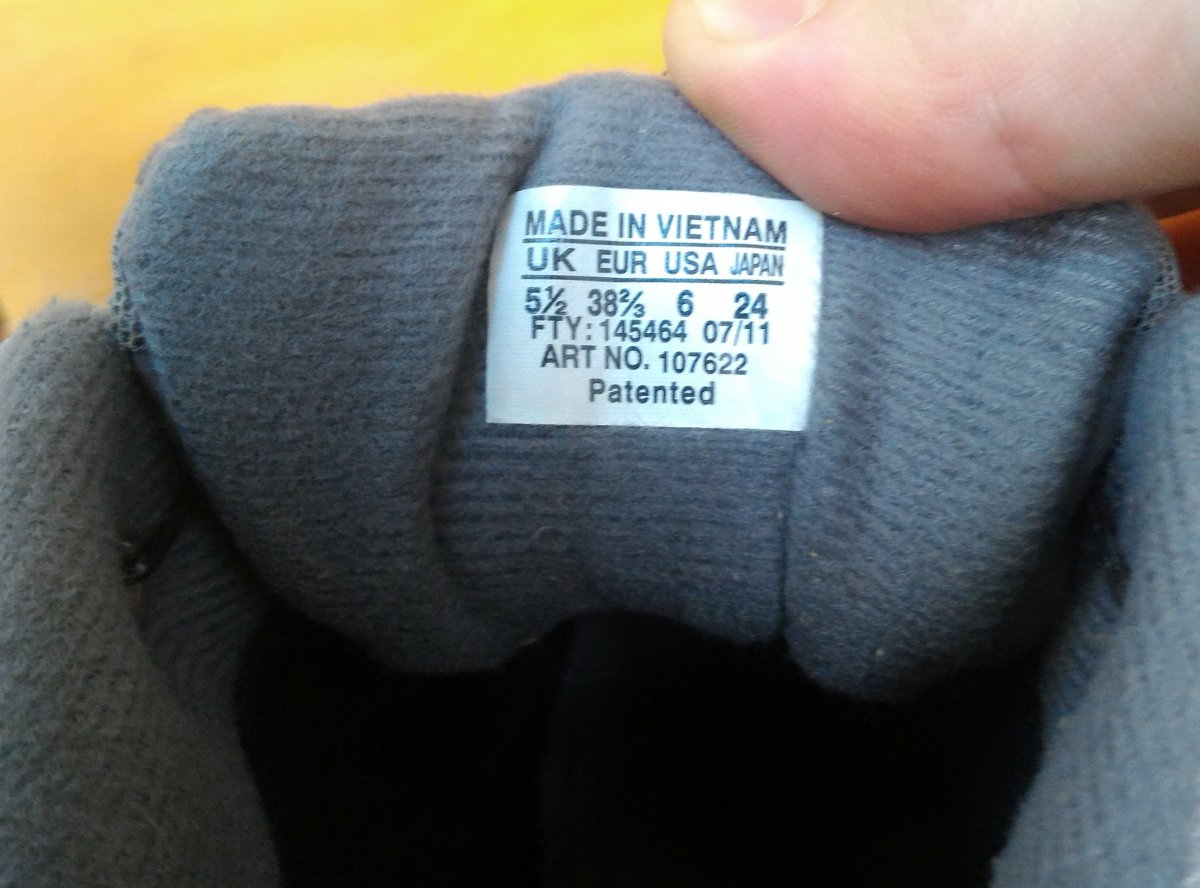 MADE IN VIETNAM
UK EUR USA JAPAN
5½ 38⅔ 6 24
FTY: 145464 07/11
ART NO. 107622
Patented